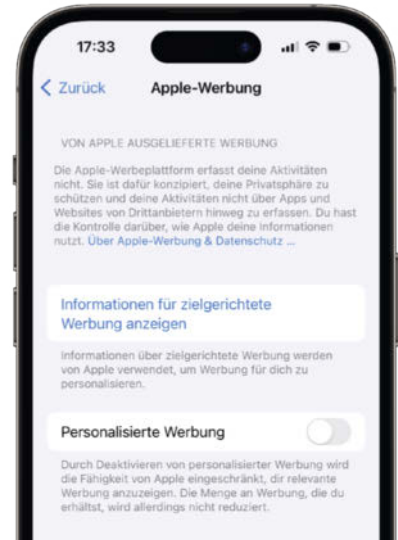 17:33
Zurück
Apple-Werbung
VON APPLE AUSGELIEFERTE WERBUNG
Die Apple-Werbeplattform erfasst deine Aktivitäten
nicht. Sie ist dafür konzipiert, deine Privatsphäre zu
schützen und deine Aktivitäten nicht über Apps und
Websites von Drittanbietern hinweg zu erfassen. Du hast
die Kontrolle darüber, wie Apple deine Informationen
nutzt. Über Apple-Werbung & Datenschutz ...
Informationen für zielgerichtete
Werbung anzeigen
Informationen über zielgerichtete Werbung werden
von Apple verwendet, um Werbung für dich zu
personalisieren.
Personalisierte Werbung
Durch Deaktivieren von personalisierter Werbung wird
die Fähigkeit von Apple eingeschränkt, dir relevante
Werbung anzuzeigen. Die Menge an Werbung, die du
erhältst, wird allerdings nicht reduziert.